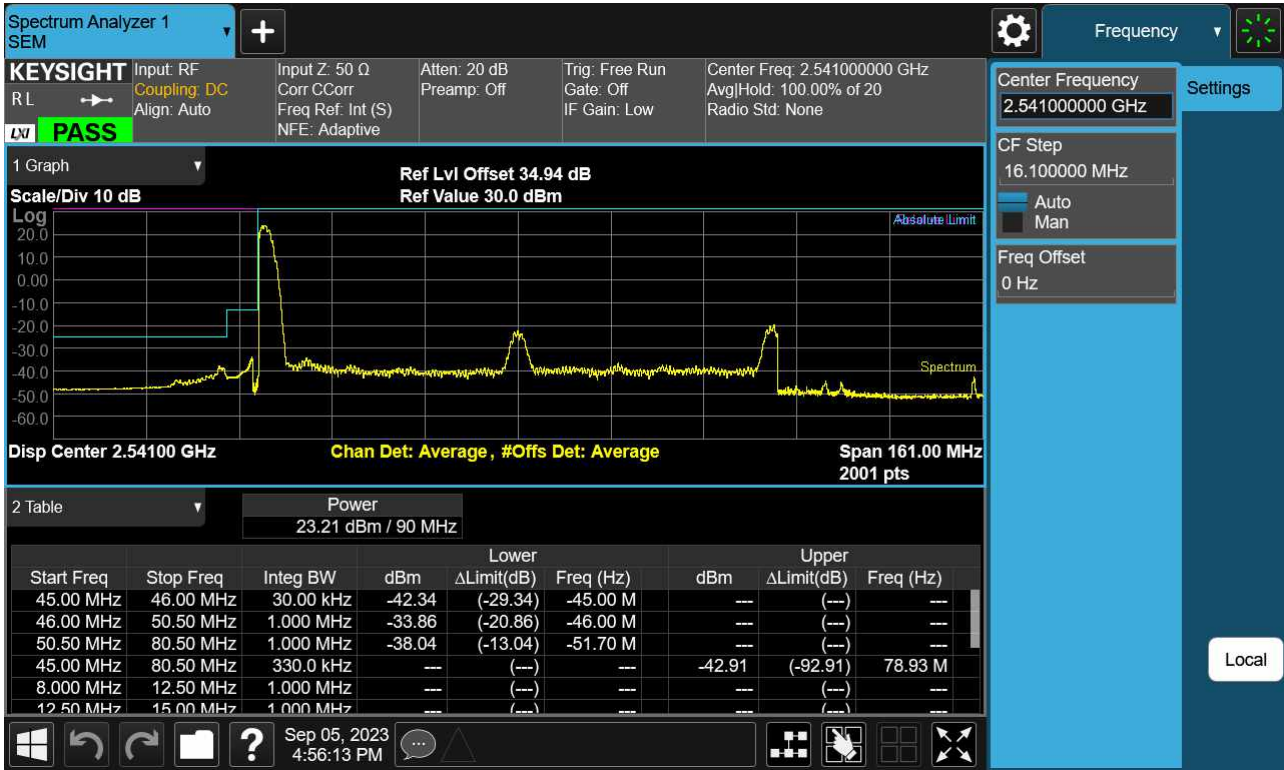 Spectrum Analyzer 1
SEM
Frequency
KEYSIGHT
RL
LXI
PASS
Input: RF
Coupling: DC
Align: Auto
Input Z: 50 Ω
Corr CCorr
Freq Ref: Int (S)
NFE: Adaptive
Atten: 20 dB
Preamp: Off
Trig: Free Run
Gate: Off
IF Gain: Low
Center Freq: 2.541000000 GHz
Avg|Hold: 100.00% of 20
Radio Std: None
Center Frequency
2.541000000 GHz
Settings
CF Step
16.100000 MHz
Auto
Man
Freq Offset
0 Hz
Local
1 Graph
Ref Lvl Offset 34.94 dB
Scale/Div 10 dB
Ref Value 30.0 dBm
Log
20.0
10.0
0.00
-10.0
-20.0
-30.0
-40.0
-50.0
-60.0
Absolute Limit
Spectrum
Disp Center 2.54100 GHz
Chan Det: Average, #Offs Det: Average
Span 161.00 MHz
2001 pts
2 Table
Power
23.21 dBm / 90 MHz
Lower Upper
Start Freq Stop Freq Integ BW dBm ΔLimit(dB) Freq (Hz) dBm ΔLimit(dB) Freq (Hz)
45.00 MHz 46.00 MHz 30.00 kHz -42.34 (-29.34) -45.00 M --- (---) ---
46.00 MHz 50.50 MHz 1.000 MHz -33.86 (-20.86) -46.00 M --- (---) ---
50.50 MHz 80.50 MHz 1.000 MHz -38.04 (-13.04) -51.70 M --- (---) ---
45.00 MHz 80.50 MHz 330.0 kHz --- (---) --- -42.91 (-92.91) 78.93 M
8.000 MHz 12.50 MHz 1.000 MHz --- (---) --- --- (---) ---
12.50 MHz 15.00 MHz 1.000 MHz --- (---) --- --- (---) ---
?
Sep 05, 2023
4:56:13 PM